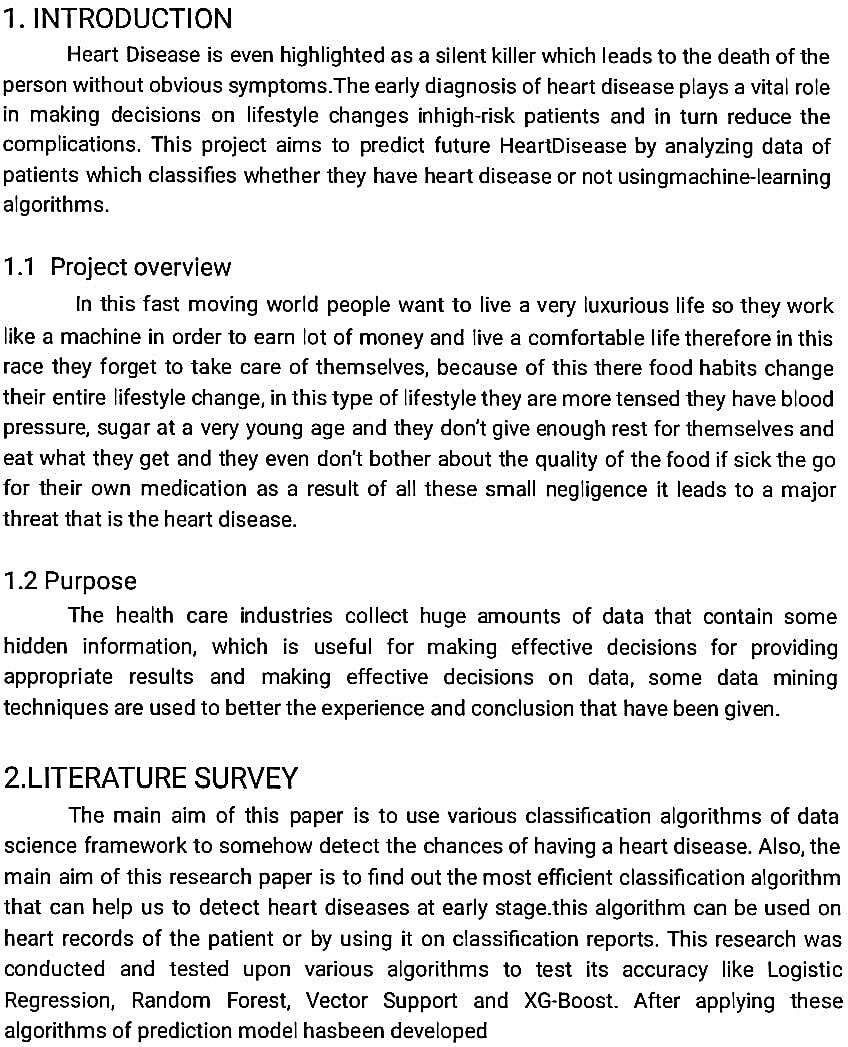 1. INTRODUCTION
Heart Disease is even highlighted as a silent killer which leads to the death of the
person without obvious symptoms.The early diagnosis of heart disease plays a vital role
in making decisions on lifestyle changes inhigh-risk patients and in turn reduce the
complications. This project aims to predict future HeartDisease by analyzing data of
patients which classifies whether they have heart disease or not usingmachine-learning
algorithms.
1.1 Project overview
In this fast moving world people want to live a very luxurious life so they work
like a machine in order to earn lot of money and live a comfortable life therefore in this
race they forget to take care of themselves, because of this there food habits change
their entire lifestyle change, in this type of lifestyle they are more tensed they have blood
pressure, sugar at a very young age and they don't give enough rest for themselves and
eat what they get and they even don't bother about the quality of the food if sick the go
for their own medication as a result of all these small negligence it leads to a major
threat that is the heart disease.
1.2 Purpose
The health care industries collect huge amounts of data that contain some
hidden information, which is useful for making effective decisions for providing
appropriate results and making effective decisions on data, some data mining
techniques are used to better the experience and conclusion that have been given.
2.LITERATURE SURVEY
The main aim of this paper is to use various classification algorithms of data
science framework to somehow detect the chances of having a heart disease. Also, the
main aim of this research paper is to find out the most efficient classification algorithm
that can help us to detect heart diseases at early stage.this algorithm can be used on
heart records of the patient or by using it on classification reports. This research was
conducted and tested upon various algorithms to test its accuracy like Logistic
Regression, Random Forest, Vector Support and XG-Boost. After applying these
algorithms of prediction model hasbeen developed